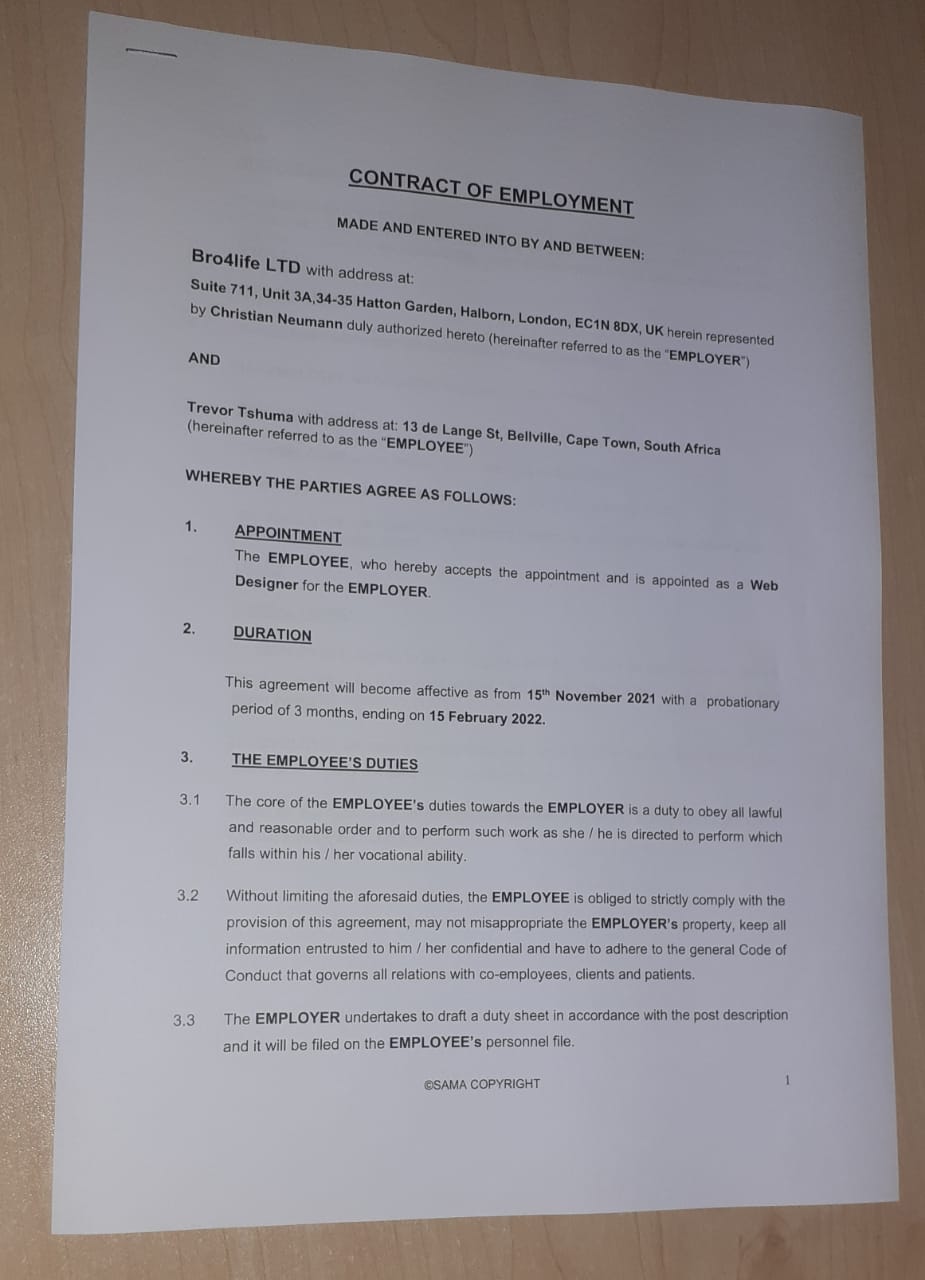 CONTRACT OF EMPLOYMENT
MADE AND ENTERED INTO BY AND BETWEEN:
Bro4life LTD with address at:
Suite 711, Unit 3A,34-35 Hatton Garden, Halborn, London, EC1N 8DX, UK herein represented
by Christian Neumann duly authorized hereto (hereinafter referred to as the "EMPLOYER")
AND
Trevor Tshuma with address at: 13 de Lange St, Bellville, Cape Town, South Africa
(hereinafter referred to as the "EMPLOYEE")
WHEREBY THE PARTIES AGREE AS FOLLOWS:
1. APPOINTMENT
The EMPLOYEE, who hereby accepts the appointment and is appointed as a Web
Designer for the EMPLOYER.
2. DURATION
This agreement will become affective as from 15th November 2021 with a probationary
period of 3 months, ending on 15 February 2022.
3. THE EMPLOYEE'S DUTIES
3.1 The core of the EMPLOYEE's duties towards the EMPLOYER is a duty to obey all lawful
and reasonable order and to perform such work as she / he is directed to perform which
falls within his / her vocational ability.
3.2 Without limiting the aforesaid duties, the EMPLOYEE is obliged to strictly comply with the
provision of this agreement, may not misappropriate the EMPLOYER's property, keep all
information entrusted to him / her confidential and have to adhere to the general Code of
Conduct that governs all relations with co-employees, clients and patients.
3.3 The EMPLOYER undertakes to draft a duty sheet in accordance with the post description
and it will be filed on the EMPLOYEE's personnel file.
©SAMA COPYRIGHT 1